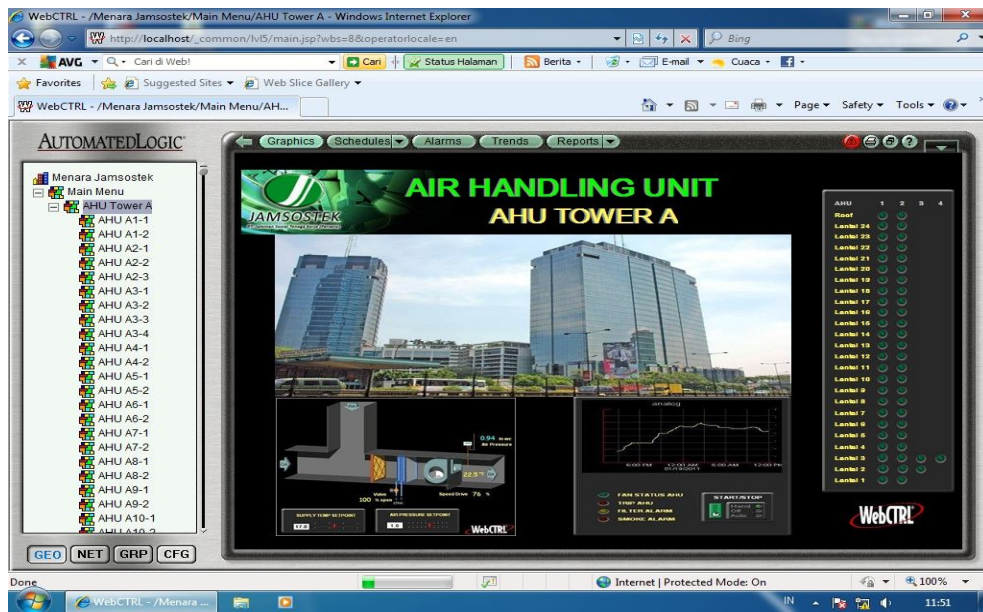 WebCTRL - /Menara Jamsostek/Main Menu/AHU Tower A - Windows Internet Explorer
http://localhost/_common/lvl5/main.jsp?wbs=8&operatorlocale=en
Bing
AVG
Cari di Web!
Cari
Status Halaman
Berita
E-mail
Cuaca
Favorites
Suggested Sites
Web Slice Gallery
WebCTRL - /Menara Jamsostek/Main Menu/AH...
Page Safety Tools
AUTOMATEDLOGIC
Graphics Schedules Alarms Trends Reports
Menara Jamsostek
Main Menu
AHU Tower A
AHU A1-1
AHU A1-2
AHU A2-1
AHU A2-2
AHU A2-3
AHU A3-1
AHU A3-2
AHU A3-3
AHU A3-4
AHU A4-1
AHU A4-2
AHU A5-1
AHU A5-2
AHU A6-1
AHU A6-2
AHU A7-1
AHU A7-2
AHU A8-1
AHU A8-2
AHU A9-1
AHU A9-2
AHU A10-1
AHU A10-2
GEO NET GRP CFG
JAMSOSTEK
AIR HANDLING UNIT
AHU TOWER A
AHU 1 2 3 4
Roof
Lantai 24
Lantai 23
Lantai 22
Lantai 21
Lantai 20
Lantai 19
Lantai 18
Lantai 17
Lantai 16
Lantai 15
Lantai 14
Lantai 13
Lantai 12
Lantai 11
Lantai 10
Lantai 9
Lantai 8
Lantai 7
Lantai 6
Lantai 5
Lantai 4
Lantai 3
Lantai 2
Lantai 1
0.94
Air Pressure
22.5
Valve
100 % open
Speed Drive 76 %
SUPPLY TEMP SETPOINT
17.0
AIR PRESSURE SETPOINT
1.0
WebCTRL
analog
6:00 PM 12:00 AM 6:00 AM 12:00 PM
FAN STATUS AHU
TRIP AHU
FILTER ALARM
SMOKE ALARM
START/STOP
Hand
Off
Auto
WebCTRL
Done
Internet | Protected Mode: On
100%
WebCTRL - /Menara ...
IN
11:51